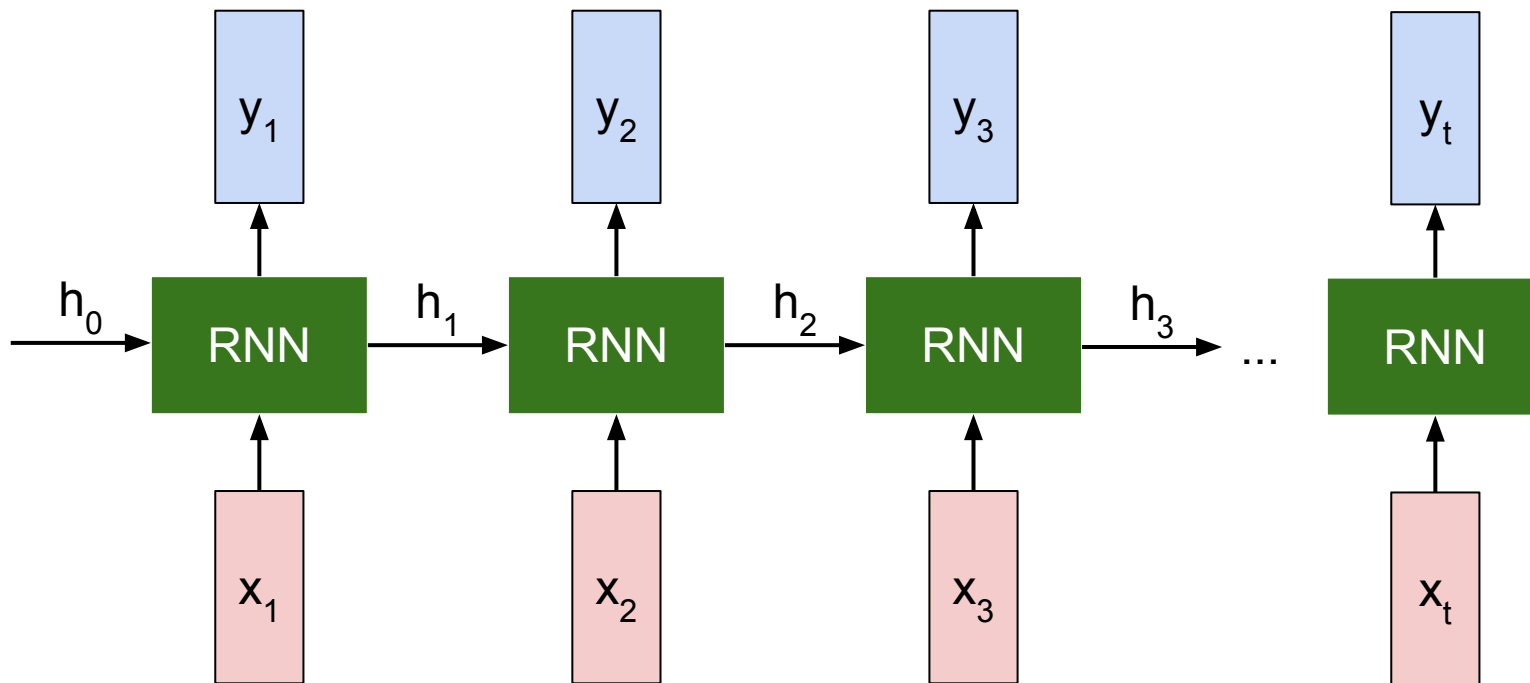 y₁ y₂ y₃ yₜ
h₀ RNN h₁ RNN h₂ RNN h₃ ... RNN
x₁ x₂ x₃ xₜ